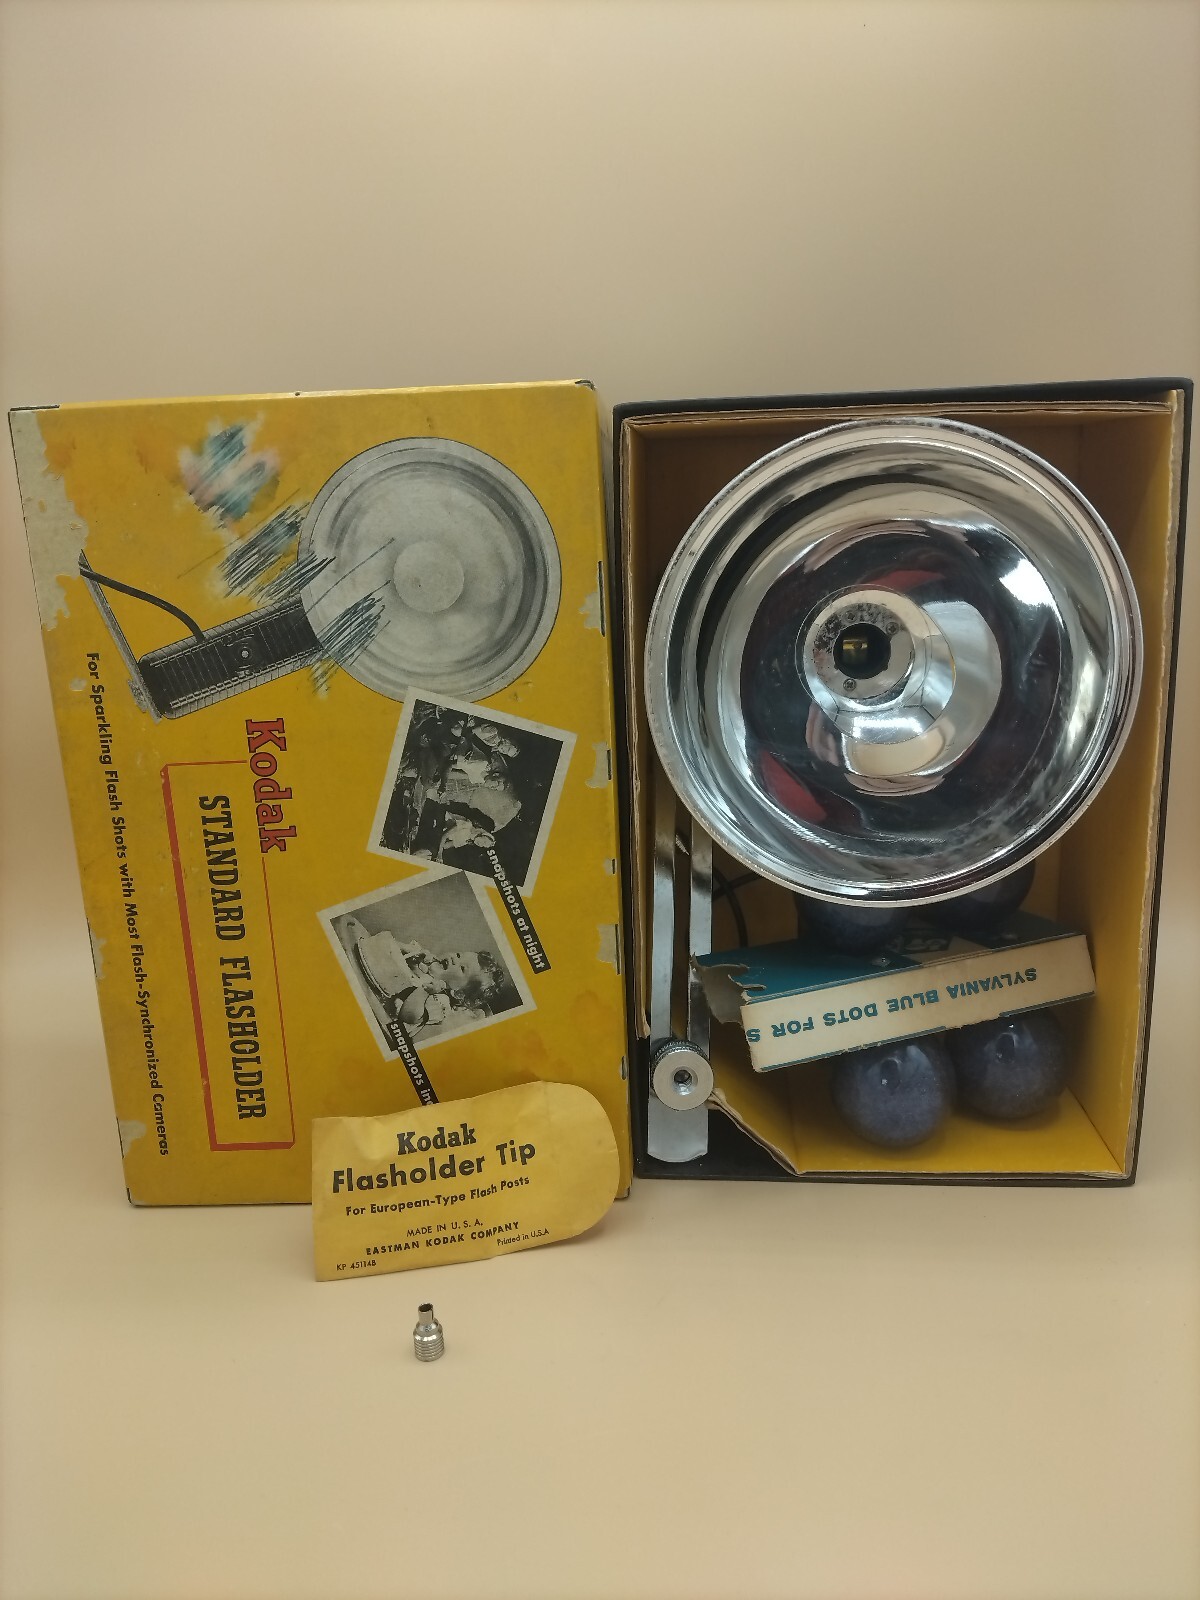 Kodak
STANDARD FLASHOLDER
For Sparkling Flash Shots with Most Flash-Synchronized Cameras
snapshots at night
snapshots
Kodak
Flasholder Tip
For European-Type Flash Posts
MADE IN U. S. A.
EASTMAN KODAK COMPANY
Printed in U.S.A
KP 45114B
SYLVANIA BLUE DOTS FOR S